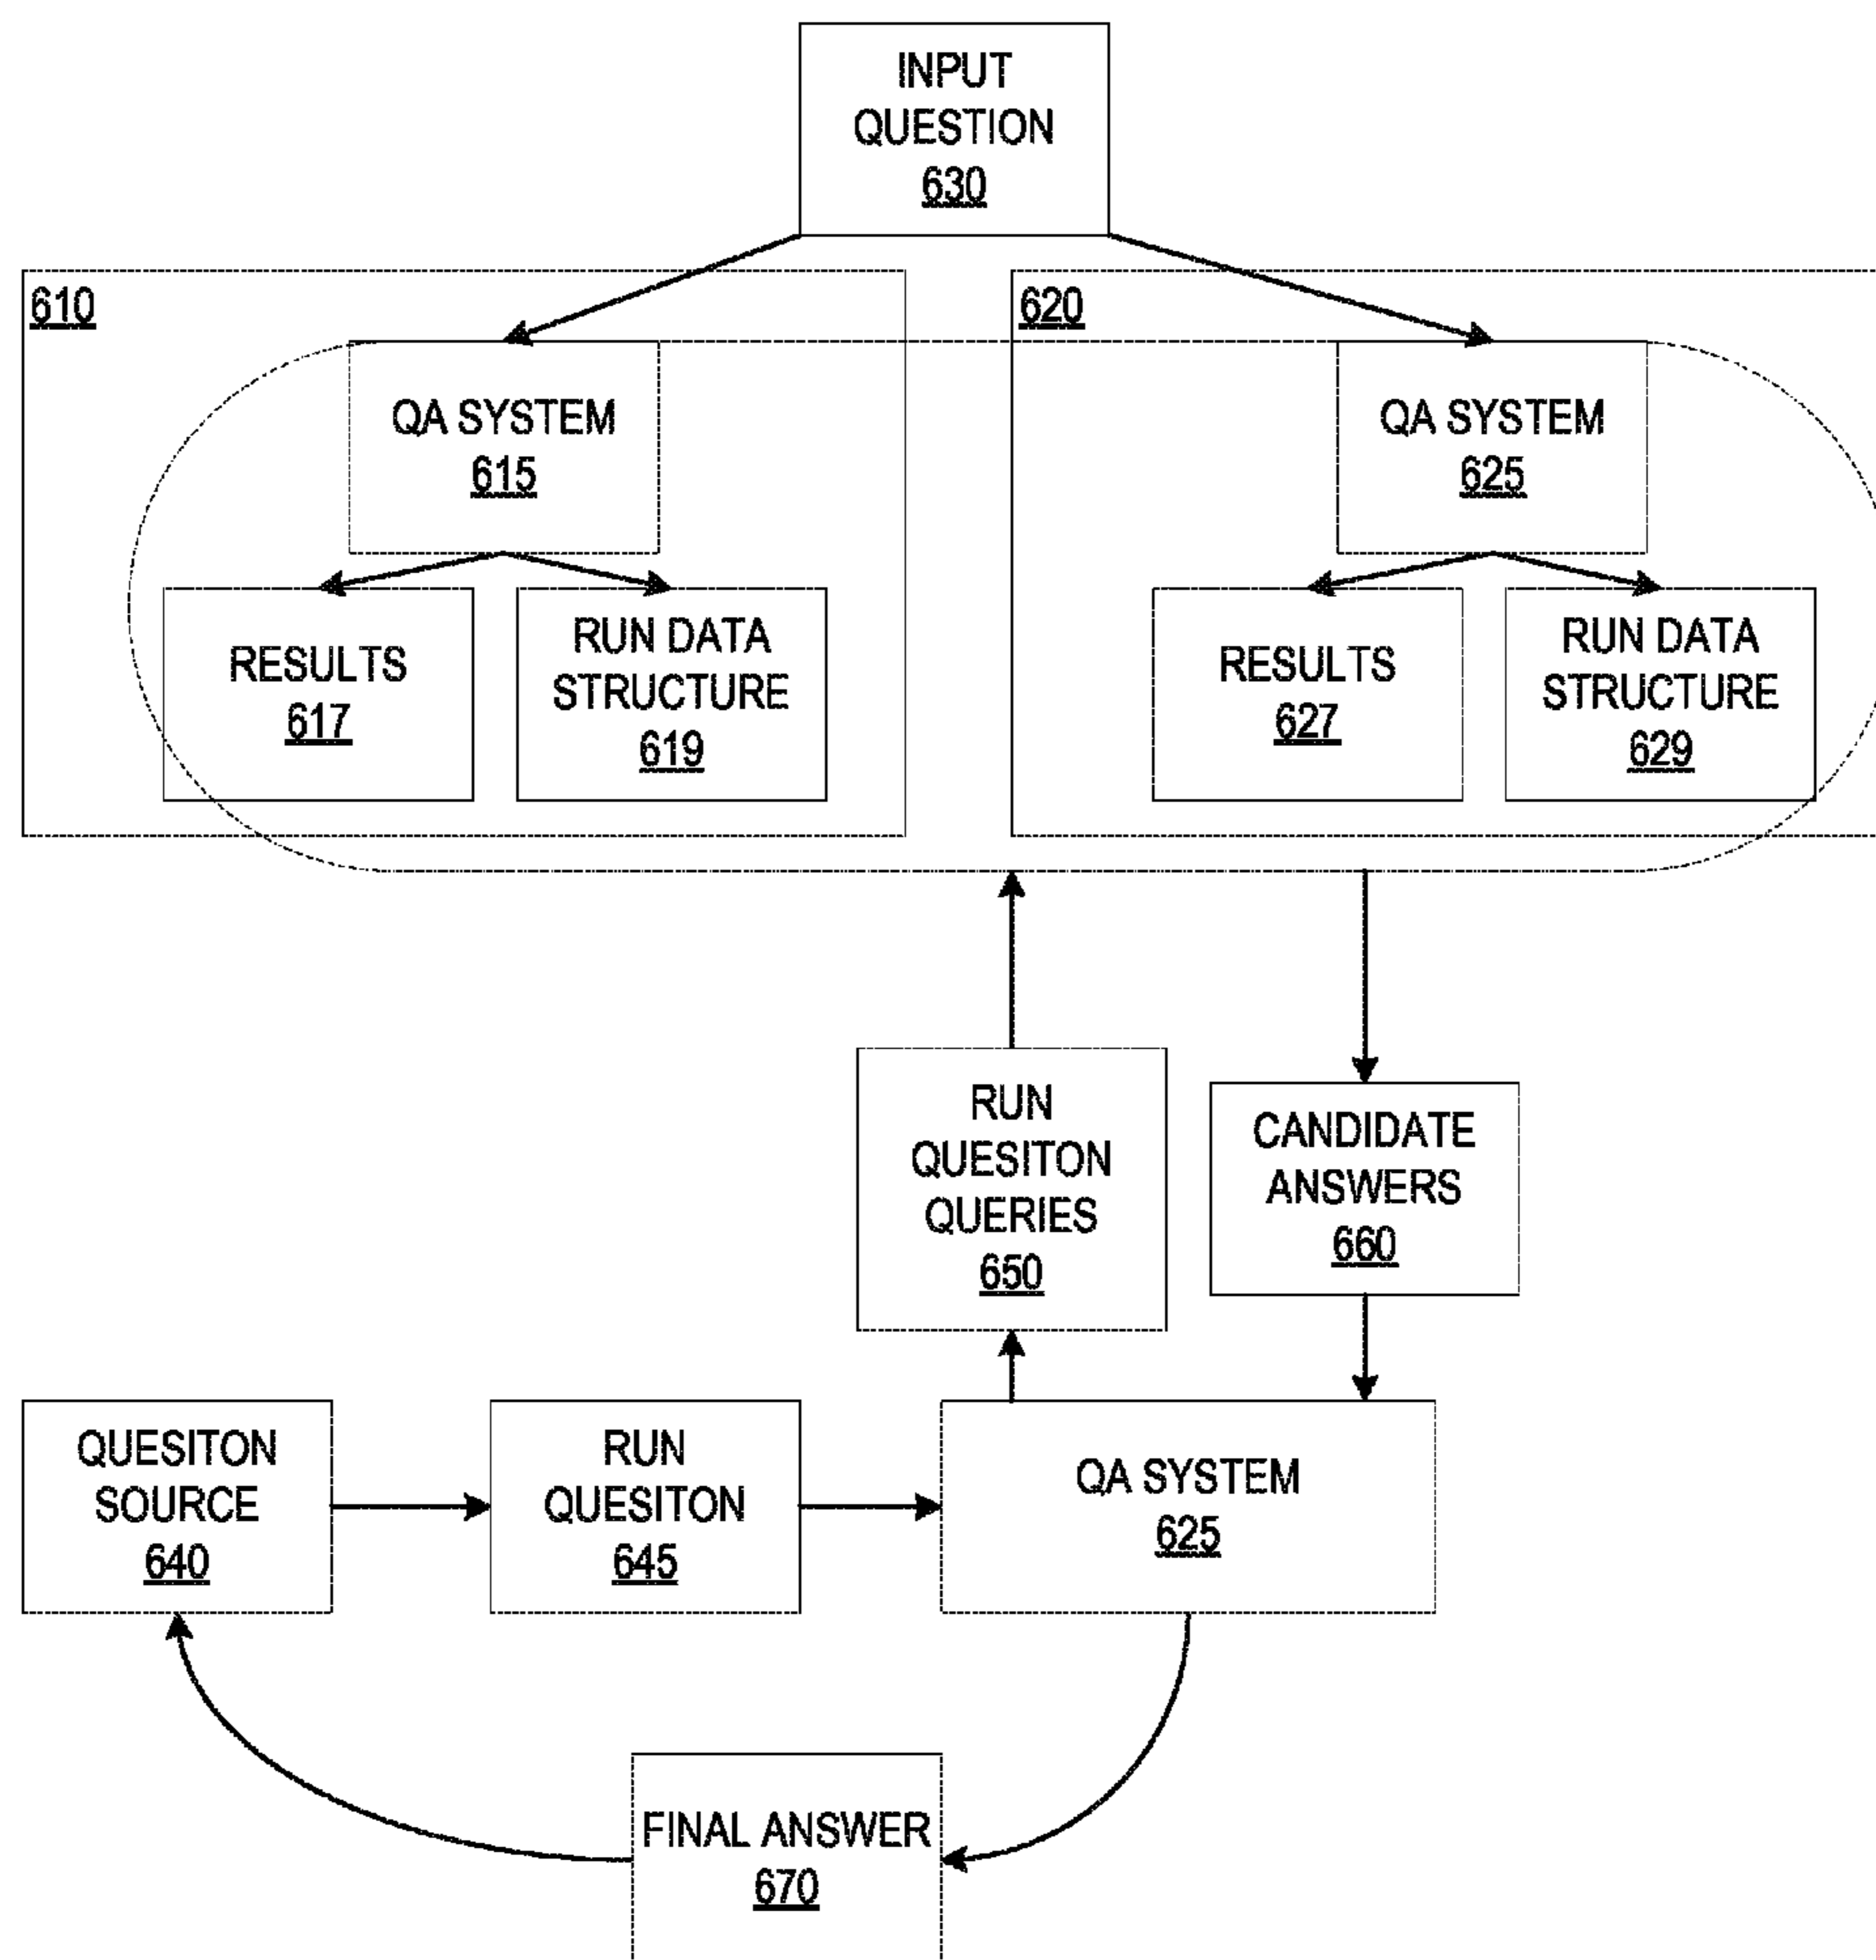 INPUT
QUESTION
630
610
620
QA SYSTEM
615
QA SYSTEM
625
RESULTS
617
RUN DATA
STRUCTURE
619
RESULTS
627
RUN DATA
STRUCTURE
629
RUN
QUESITON
QUERIES
650
CANDIDATE
ANSWERS
660
QUESITON
SOURCE
640
RUN
QUESITON
645
QA SYSTEM
625
FINAL ANSWER
670